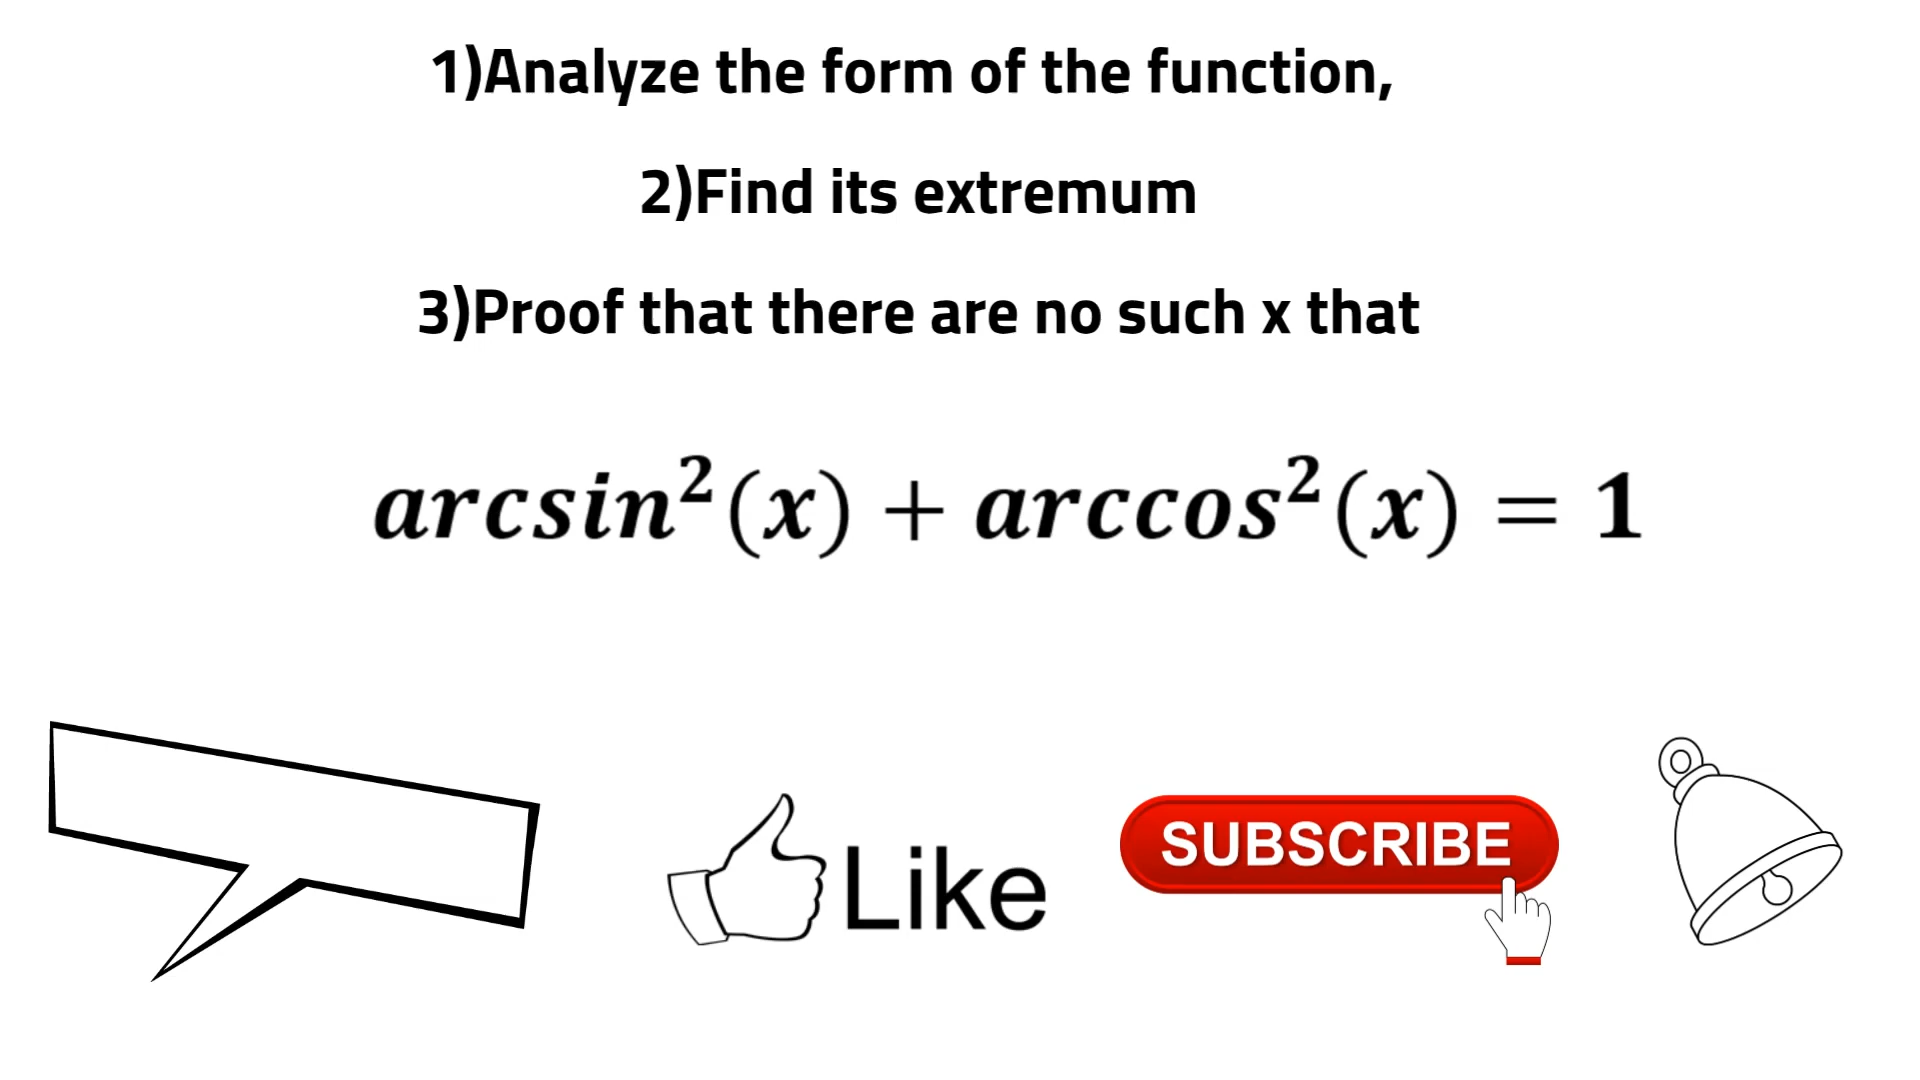 1)Analyze the form of the function,
2)Find its extremum
3)Proof that there are no such x that
arcsin²(x) + arccos²(x) = 1
Like
SUBSCRIBE